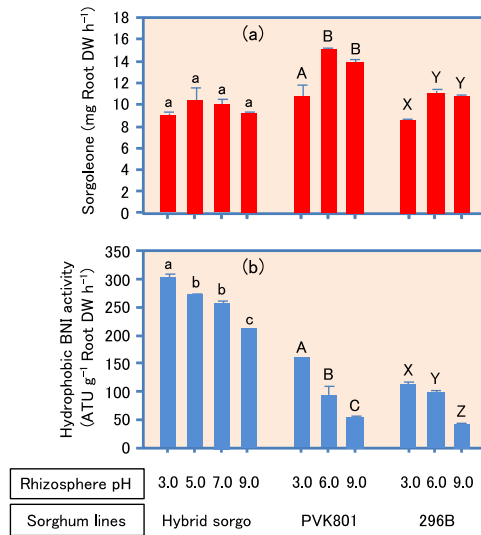 18
16
14
12
10
8
6
4
2
0
Sorgoleone (mg Root DW h⁻¹)
(a)
a a a a A B B X Y Y
350
300
250
200
150
100
50
0
Hydrophobic BNI activity
(ATU g⁻¹ Root DW h⁻¹)
(b)
a b b c A B C X Y Z
Rhizosphere pH 3.0 5.0 7.0 9.0 3.0 6.0 9.0 3.0 6.0 9.0
Sorghum lines Hybrid sorgo PVK801 296B